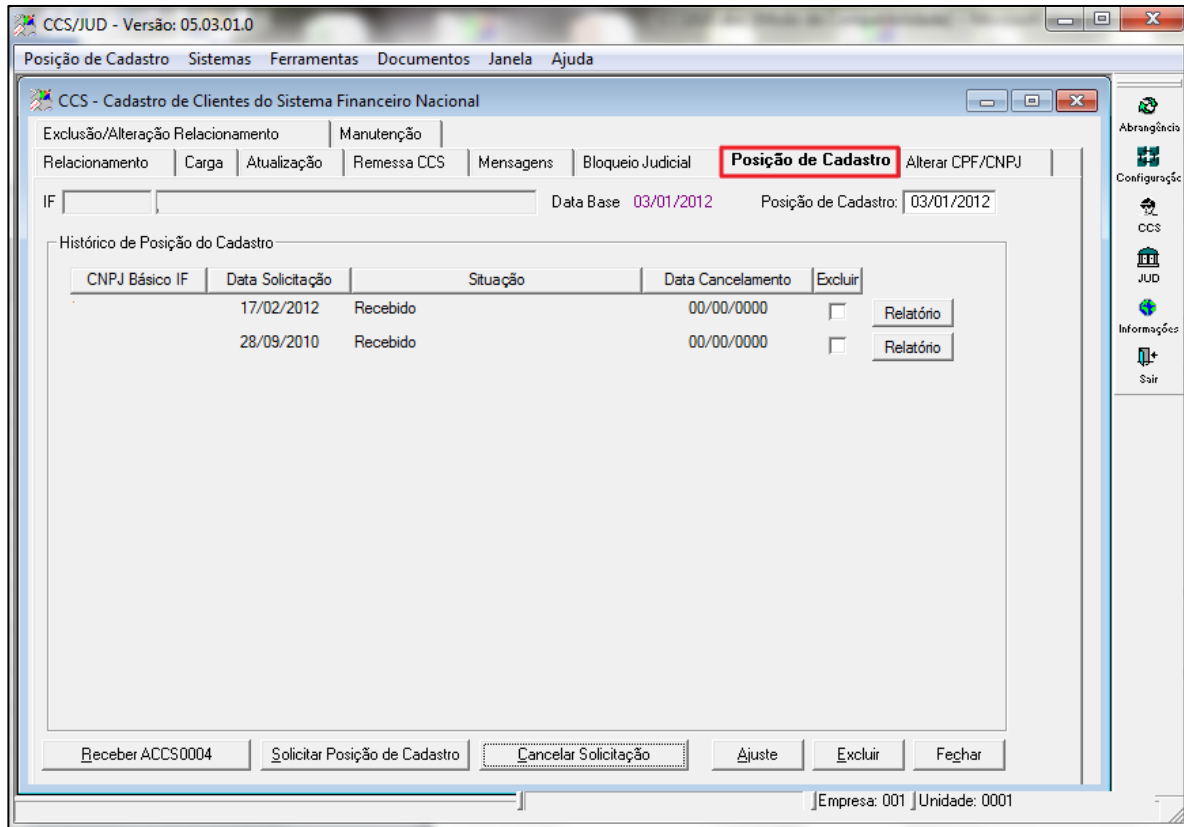 CCS/JUD - Versão: 05.03.01.0
Posição de Cadastro Sistemas Ferramentas Documentos Janela Ajuda
CCS - Cadastro de Clientes do Sistema Financeiro Nacional
Exclusão/Alteração Relacionamento Manutenção
Relacionamento Carga Atualização Remessa CCS Mensagens Bloqueio Judicial Posição de Cadastro Alterar CPF/CNPJ
IF Data Base 03/01/2012 Posição de Cadastro: 03/01/2012
Histórico de Posição do Cadastro
CNPJ Básico IF Data Solicitação Situação Data Cancelamento Excluir
17/02/2012 Recebido 00/00/0000 Relatório
28/09/2010 Recebido 00/00/0000 Relatório
Receber ACCS0004 Solicitar Posição de Cadastro Cancelar Solicitação Ajuste Excluir Fechar
Empresa: 001 Unidade: 0001
Abrangência
Configuraçõc
CCS
JUD
Informações
Sair